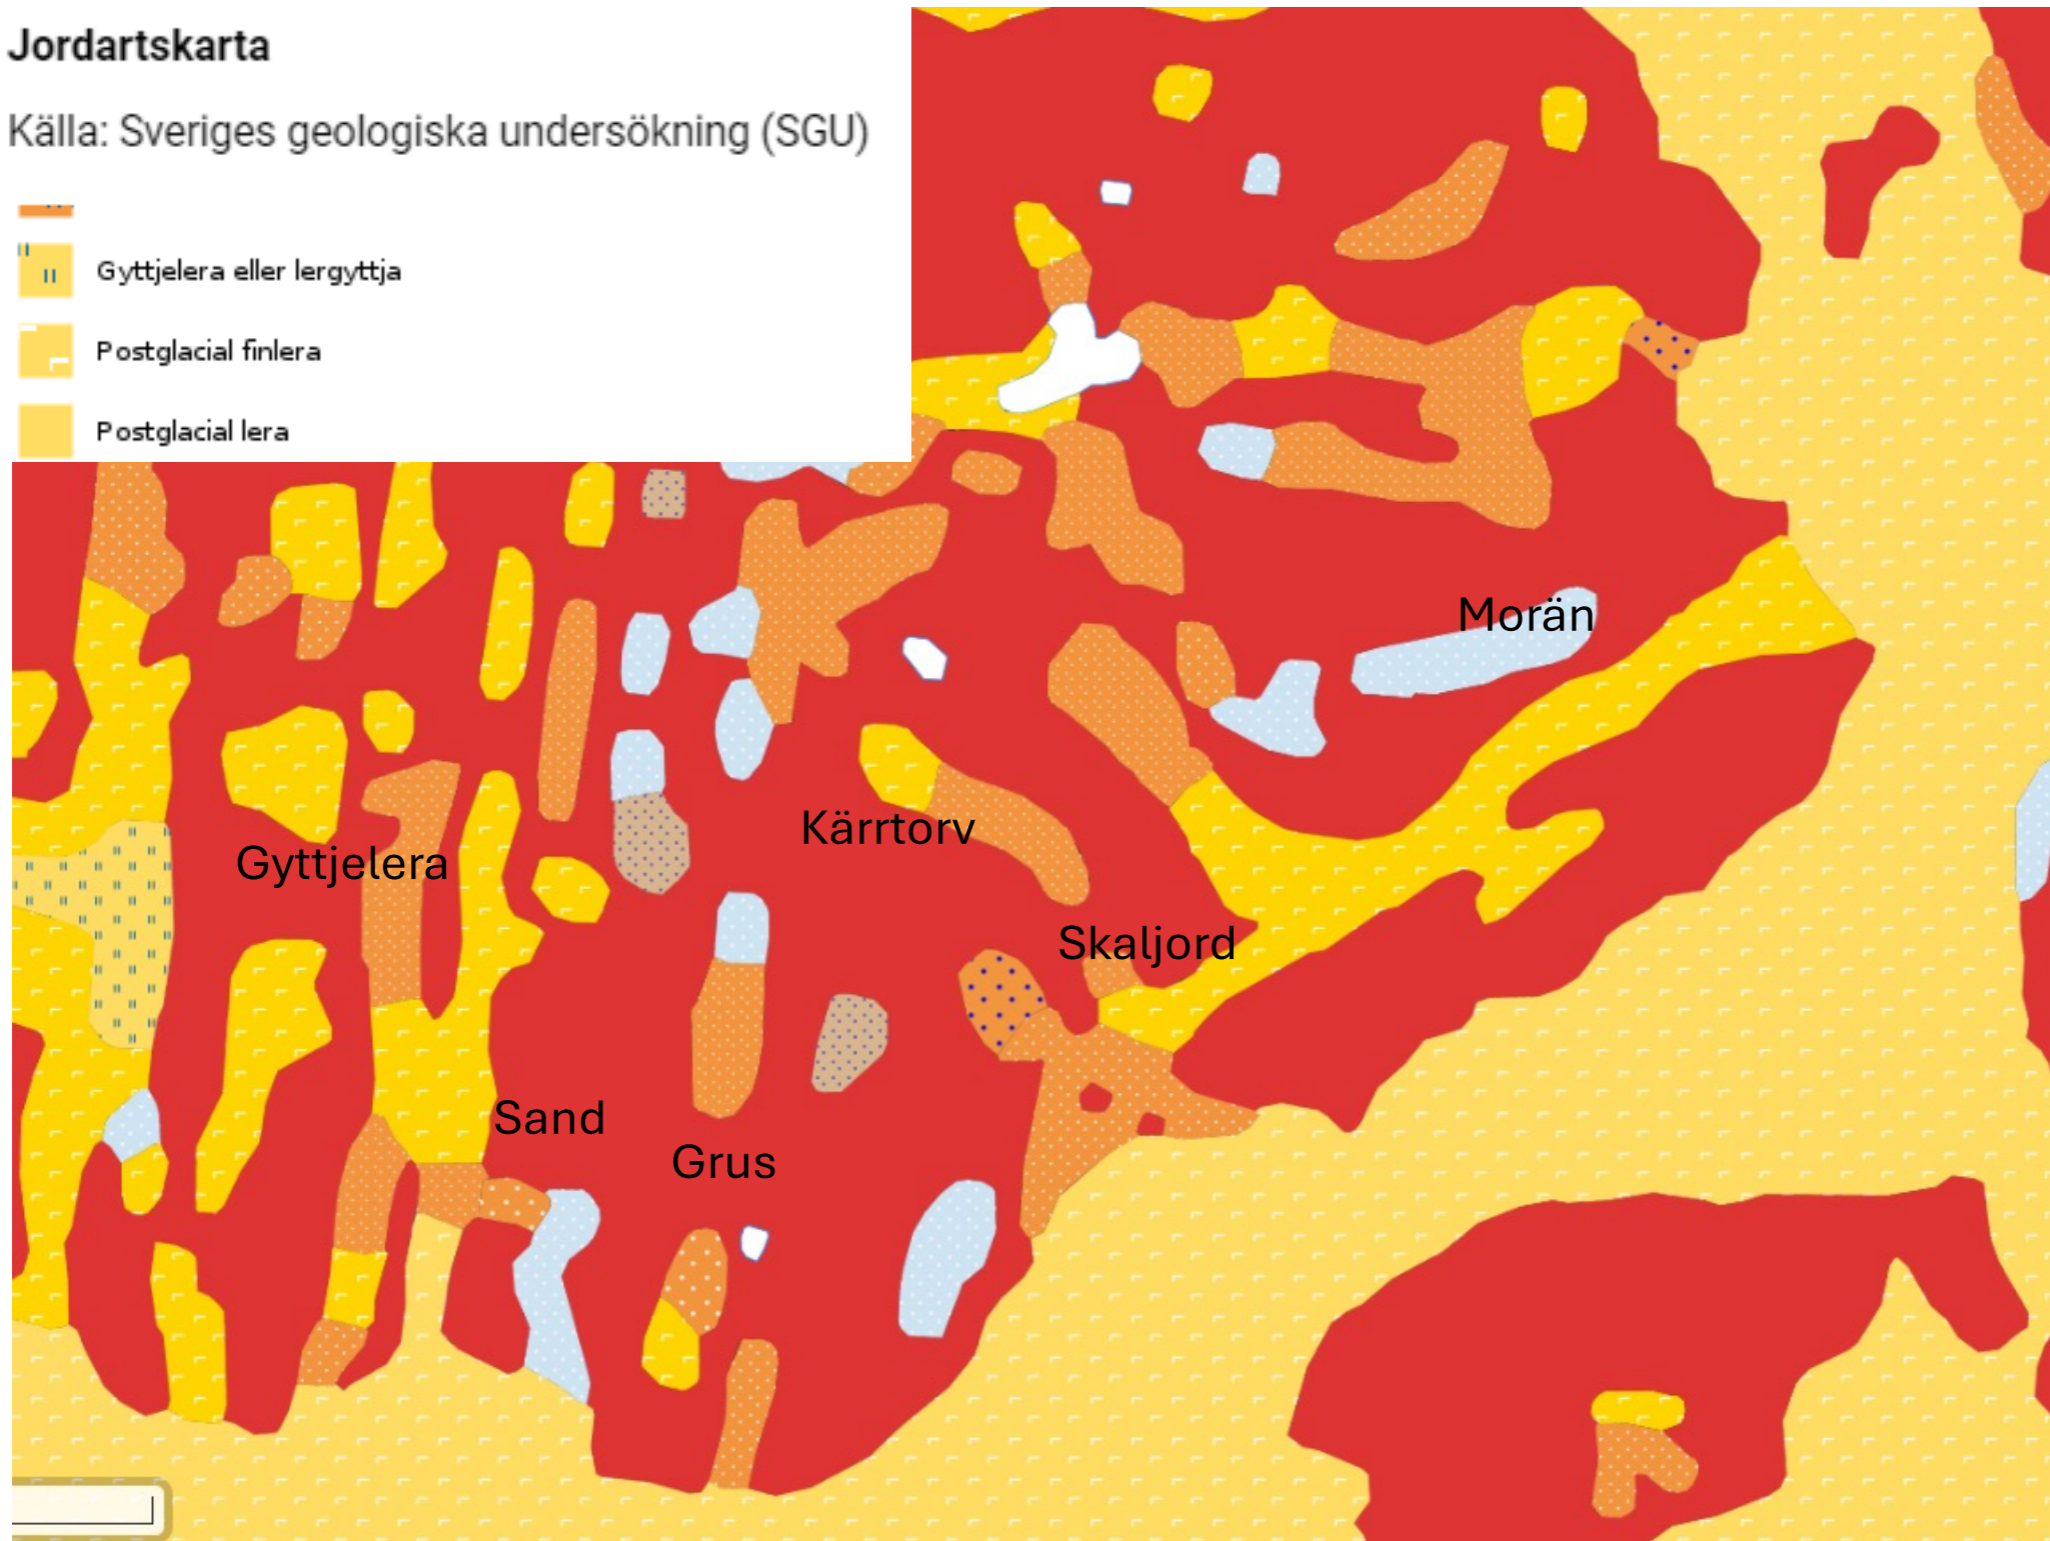 Jordartskarta
Källa: Sveriges geologiska undersökning (SGU)
Gyttjelera eller lergyttja
Postglacial finlera
Postglacial lera
Morän
Kärrtorv
Gyttjelera
Skaljord
Sand
Grus